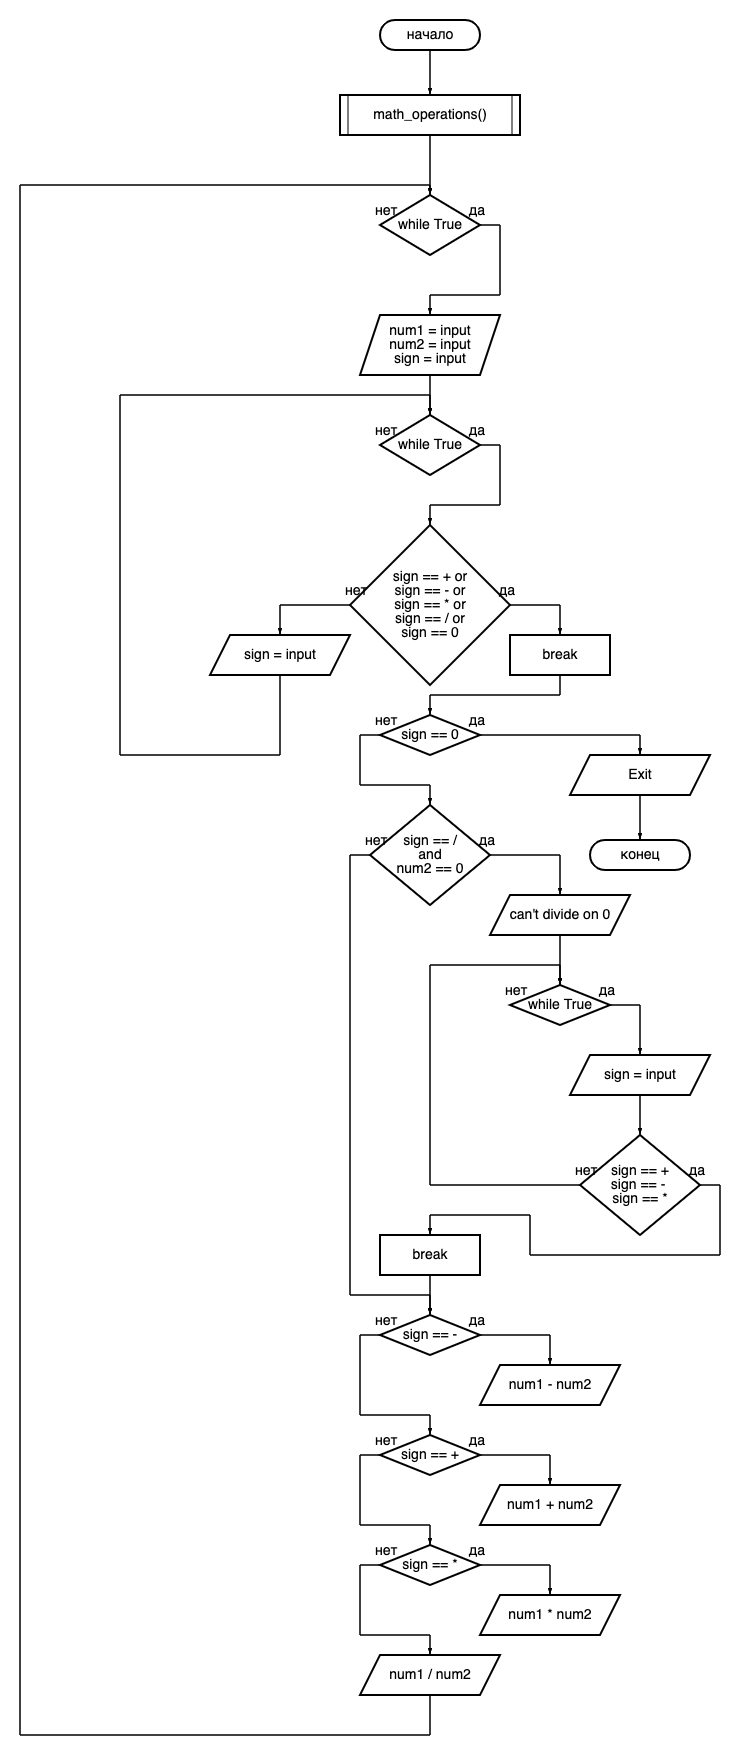 начало
math_operations()
нет
да
while True
num1 = input
num2 = input
sign = input
нет
да
while True
нет
да
sign == + or
sign == - or
sign == * or
sign == / or
sign == 0
sign = input
break
нет
да
sign == 0
Exit
нет
да
sign == /
and
num2 == 0
конец
can't divide on 0
нет
да
while True
sign = input
нет
да
sign == +
sign == -
sign == *
break
нет
да
sign == -
num1 - num2
нет
да
sign == +
num1 + num2
нет
да
sign == *
num1 * num2
num1 / num2